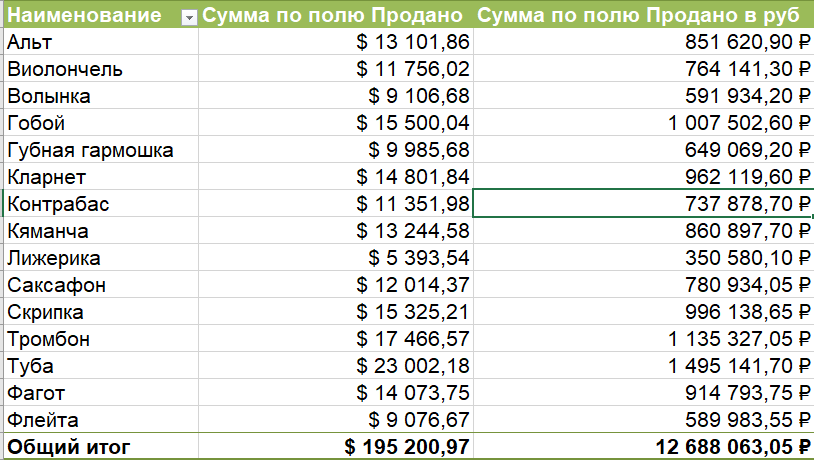 Наименование Сумма по полю Продано Сумма по полю Продано в руб
Альт $ 13 101,86 851 620,90 ₽
Виолончель $ 11 756,02 764 141,30 ₽
Волынка $ 9 106,68 591 934,20 ₽
Гобой $ 15 500,04 1 007 502,60 ₽
Губная гармошка $ 9 985,68 649 069,20 ₽
Кларнет $ 14 801,84 962 119,60 ₽
Контрабас $ 11 351,98 737 878,70 ₽
Кяманча $ 13 244,58 860 897,70 ₽
Лижерика $ 5 393,54 350 580,10 ₽
Саксафон $ 12 014,37 780 934,05 ₽
Скрипка $ 15 325,21 996 138,65 ₽
Тромбон $ 17 466,57 1 135 327,05 ₽
Туба $ 23 002,18 1 495 141,70 ₽
Фагот $ 14 073,75 914 793,75 ₽
Флейта $ 9 076,67 589 983,55 ₽
Общий итог $ 195 200,97 12 688 063,05 ₽